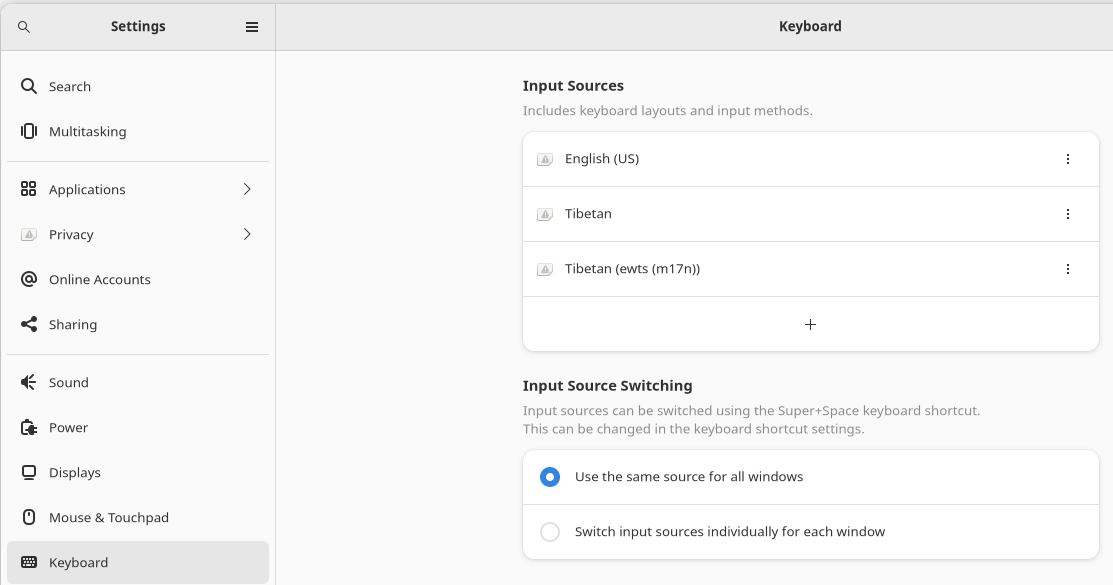 Settings
Keyboard
Search
Multitasking
Applications
Privacy
Online Accounts
Sharing
Sound
Power
Displays
Mouse & Touchpad
Keyboard
Input Sources
Includes keyboard layouts and input methods.
English (US)
Tibetan
Tibetan (ewts (m17n))
Input Source Switching
Input sources can be switched using the Super+Space keyboard shortcut.
This can be changed in the keyboard shortcut settings.
Use the same source for all windows
Switch input sources individually for each window